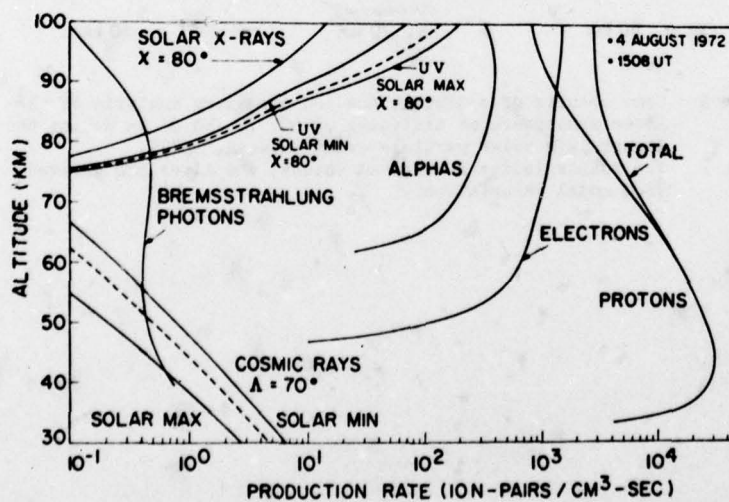 SOLAR X-RAYS
χ = 80°
UV
SOLAR MAX
χ = 80°
UV
SOLAR MIN
χ=80°
• 4 AUGUST 1972
• 1508 UT
BREMSSTRAHLUNG
PHOTONS
ALPHAS
TOTAL
ELECTRONS
PROTONS
COSMIC RAYS
Λ = 70°
SOLAR MAX
SOLAR MIN
ALTITUDE (KM)
100
90
80
70
60
50
40
30
10⁻¹ 10⁰ 10¹ 10² 10³ 10⁴
PRODUCTION RATE (ION-PAIRS/CM³-SEC)